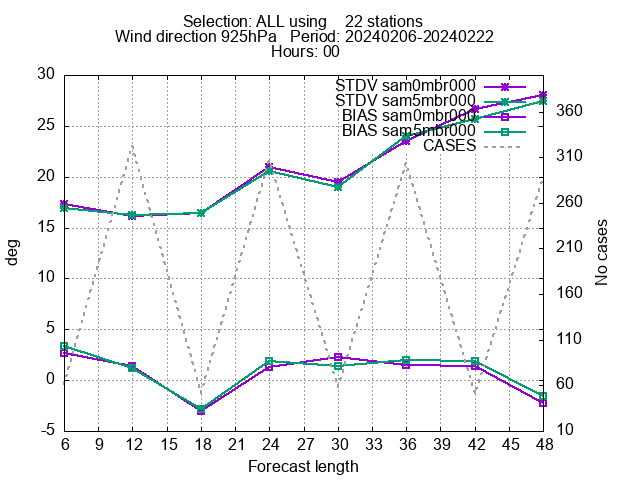 Selection: ALL using    22 stations
Wind direction 925hPa   Period: 20240206-20240222
Hours: 00
30
25
20
15
10
5
0
-5
deg
STDV sam0mbr000
STDV sam5mbr000
BIAS sam0mbr000
BIAS sam5mbr000
CASES
360
310
260
210
160
110
60
10
No cases
6 9 12 15 18 21 24 27 30 33 36 39 42 45 48
Forecast length